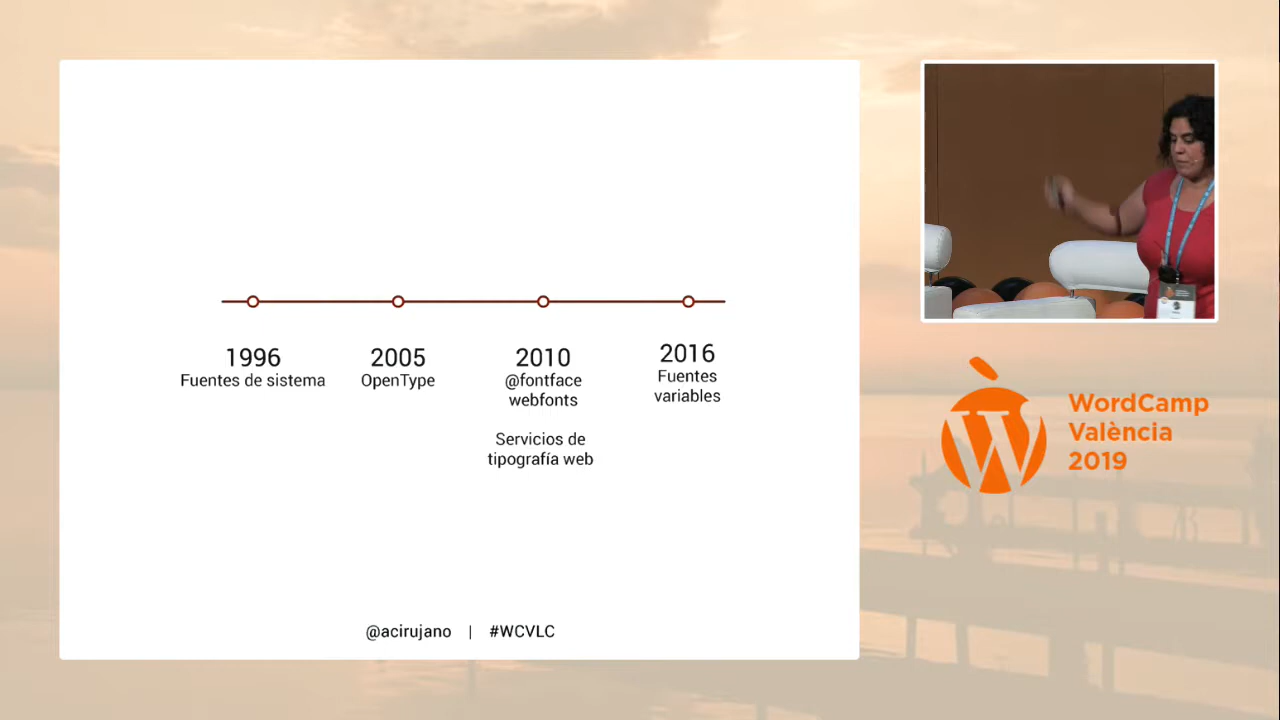 1996
Fuentes de sistema
2005
OpenType
2010
@fontface
webfonts
Servicios de
tipografía web
2016
Fuentes
variables
@acirujano | #WCVLC
WordCamp
València
2019